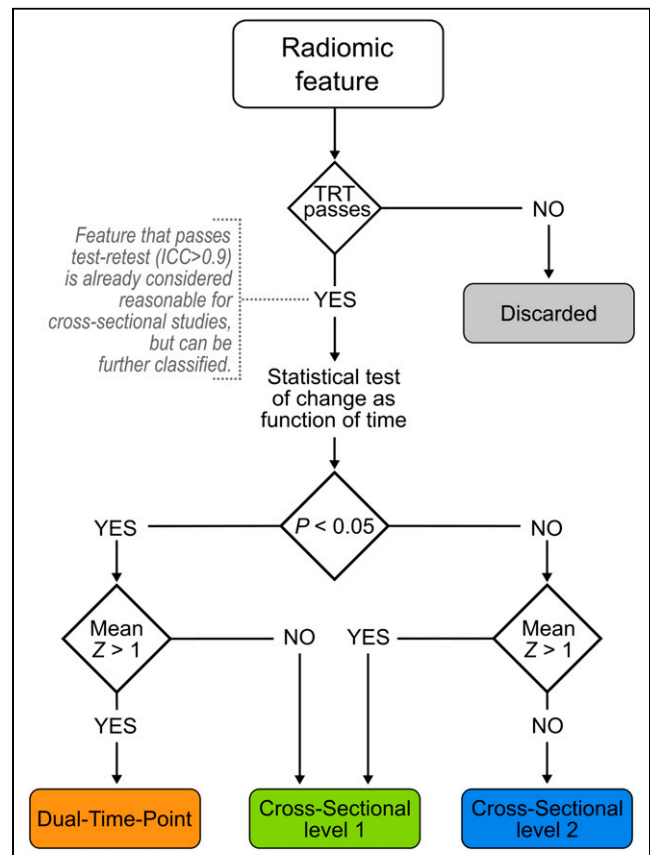 Radiomic
feature
TRT
passes
NO
Feature that passes
test-retest (ICC>0.9)
is already considered
reasonable for
cross-sectional studies,
but can be
further classified.
YES
Discarded
Statistical test
of change as
function of time
YES
P < 0.05
NO
Mean
Z > 1
NO
YES
Mean
Z > 1
YES
NO
Dual-Time-Point
Cross-Sectional
level 1
Cross-Sectional
level 2